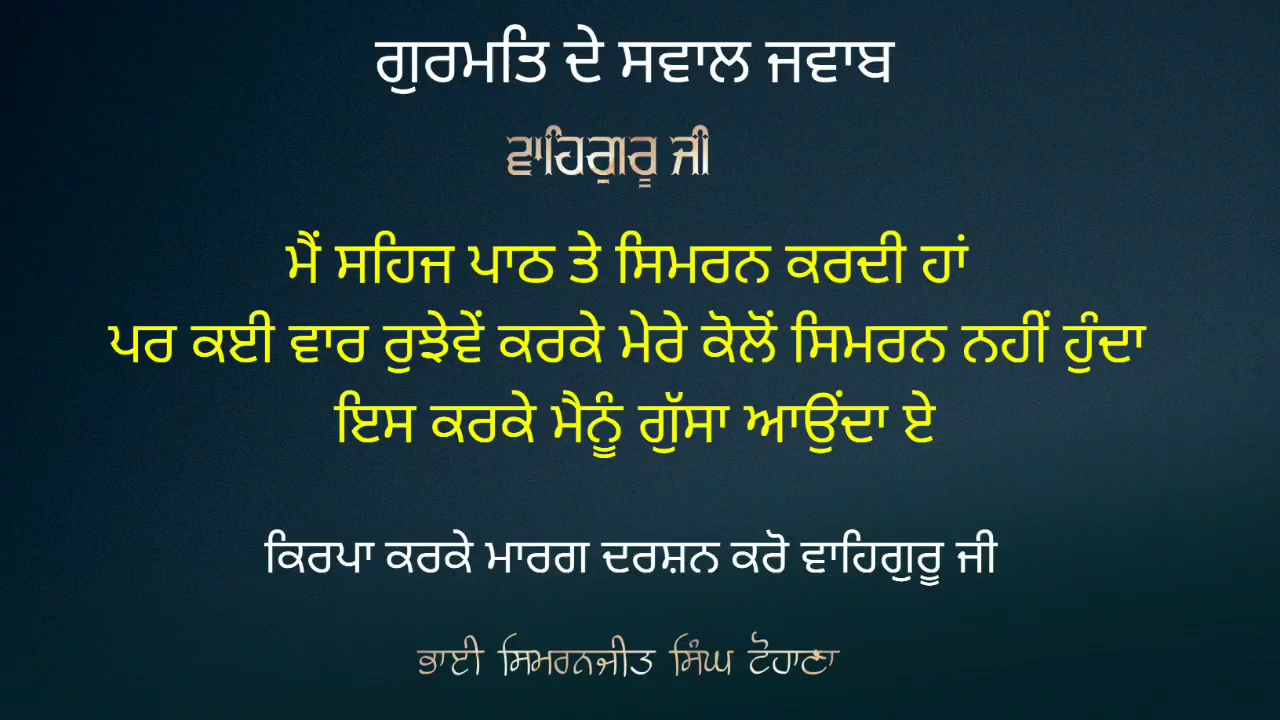 ਗੁਰਮਤਿ ਦੇ ਸਵਾਲ ਜਵਾਬ
ਵਾਹਿਗੁਰੂ ਜੀ
ਮੈਂ ਸਹਿਜ ਪਾਠ ਤੇ ਸਿਮਰਨ ਕਰਦੀ ਹਾਂ
ਪਰ ਕਈ ਵਾਰ ਰੁਝੇਵੇਂ ਕਰਕੇ ਮੇਰੇ ਕੋਲੋਂ ਸਿਮਰਨ ਨਹੀਂ ਹੁੰਦਾ
ਇਸ ਕਰਕੇ ਮੈਨੂੰ ਗੁੱਸਾ ਆਉਂਦਾ ਏ
ਕਿਰਪਾ ਕਰਕੇ ਮਾਰਗ ਦਰਸ਼ਨ ਕਰੋ ਵਾਹਿਗੁਰੂ ਜੀ
ਭਾਈ ਸਿਮਰਨਜੀਤ ਸਿੰਘ ਟੋਹਾਣਾ